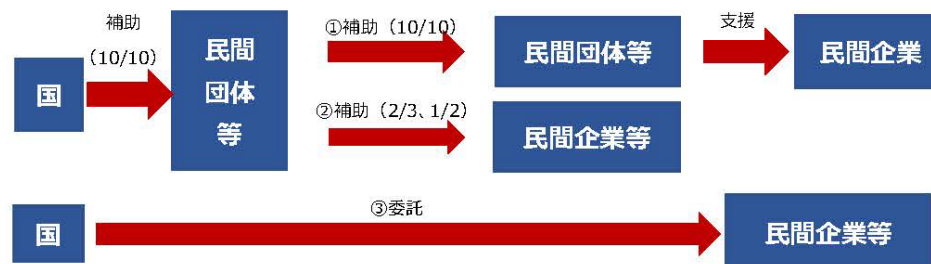 補助
（10/10）
国
民間
団体
等
①補助（10/10）
民間団体等
支援
民間企業
②補助（2/3、1/2）
民間企業等
国
③委託
民間企業等